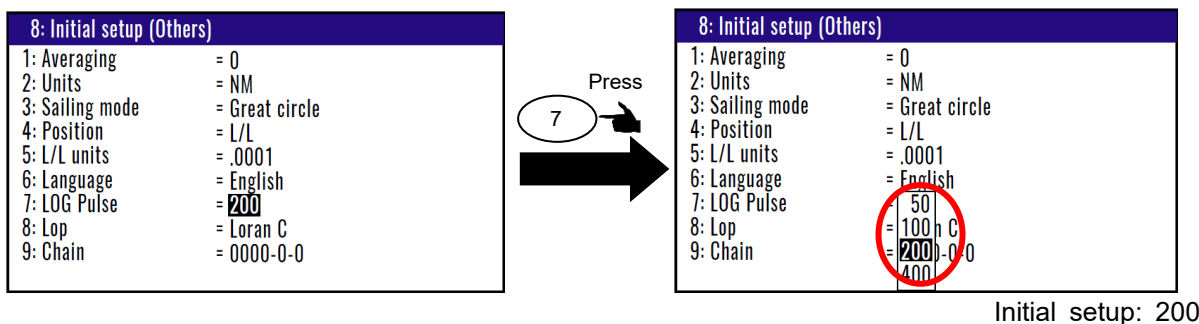 8: Initial setup (Others)
1: Averaging = 0
2: Units = NM
3: Sailing mode = Great circle
4: Position = L/L
5: L/L units = .0001
6: Language = English
7: LOG Pulse = 200
8: Lop = Loran C
9: Chain = 0000-0-0
Press
7
8: Initial setup (Others)
1: Averaging = 0
2: Units = NM
3: Sailing mode = Great circle
4: Position = L/L
5: L/L units = .0001
6: Language = English
7: LOG Pulse = 50
8: Lop = 100 n C
9: Chain = 200 0-0-0
400
Initial setup: 200